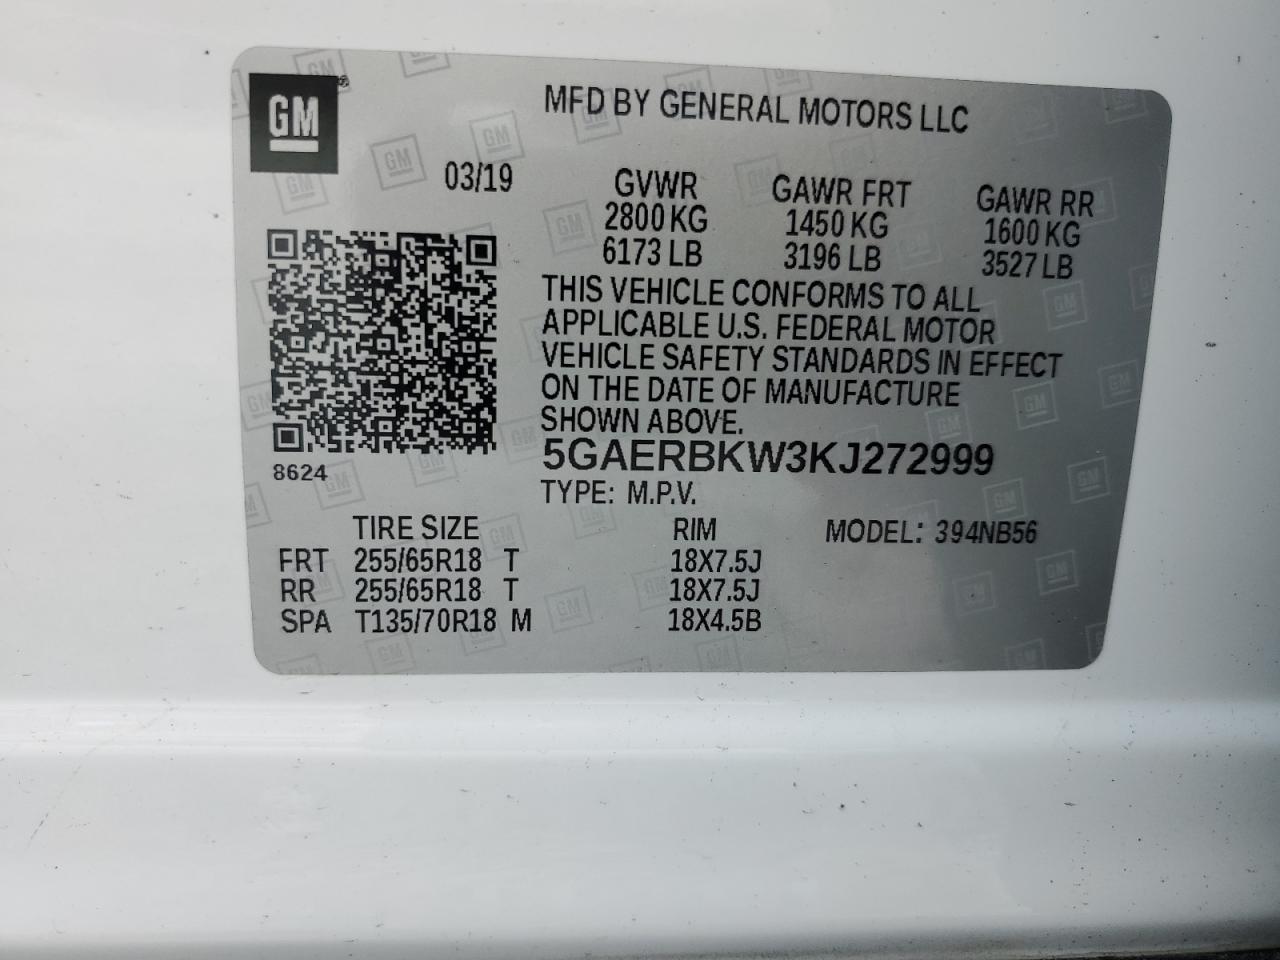 GM
MFD BY GENERAL MOTORS LLC
03/19 GVWR GAWR FRT GAWR RR
2800 KG 1450 KG 1600 KG
6173 LB 3196 LB 3527 LB
THIS VEHICLE CONFORMS TO ALL
APPLICABLE U.S. FEDERAL MOTOR
VEHICLE SAFETY STANDARDS IN EFFECT
ON THE DATE OF MANUFACTURE
SHOWN ABOVE.
5GAERBKW3KJ272999
8624
TYPE: M.P.V.
TIRE SIZE RIM MODEL: 394NB56
FRT 255/65R18 T 18X7.5J
RR 255/65R18 T 18X7.5J
SPA T135/70R18 M 18X4.5B